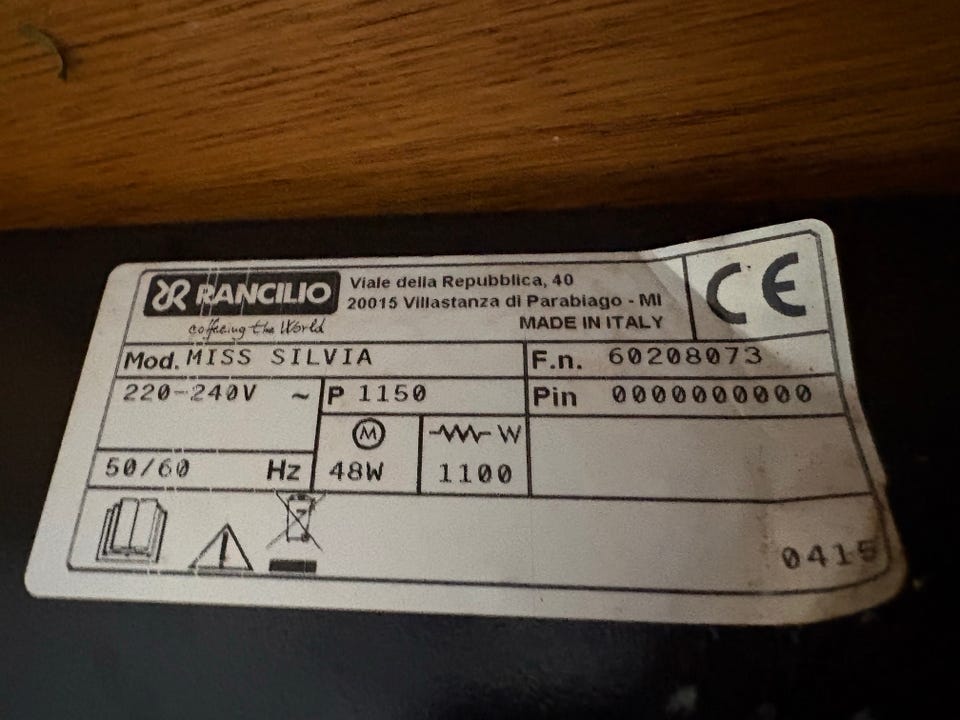 RANCILIO
coffeeing the World
Viale della Repubblica, 40
20015 Villastanza di Parabiago - MI
MADE IN ITALY
CE
Mod. MISS SILVIA
F.n. 60208073
220-240V ~
P 1150
Pin 0000000000
M
W
50/60 Hz
48W
1100
0415